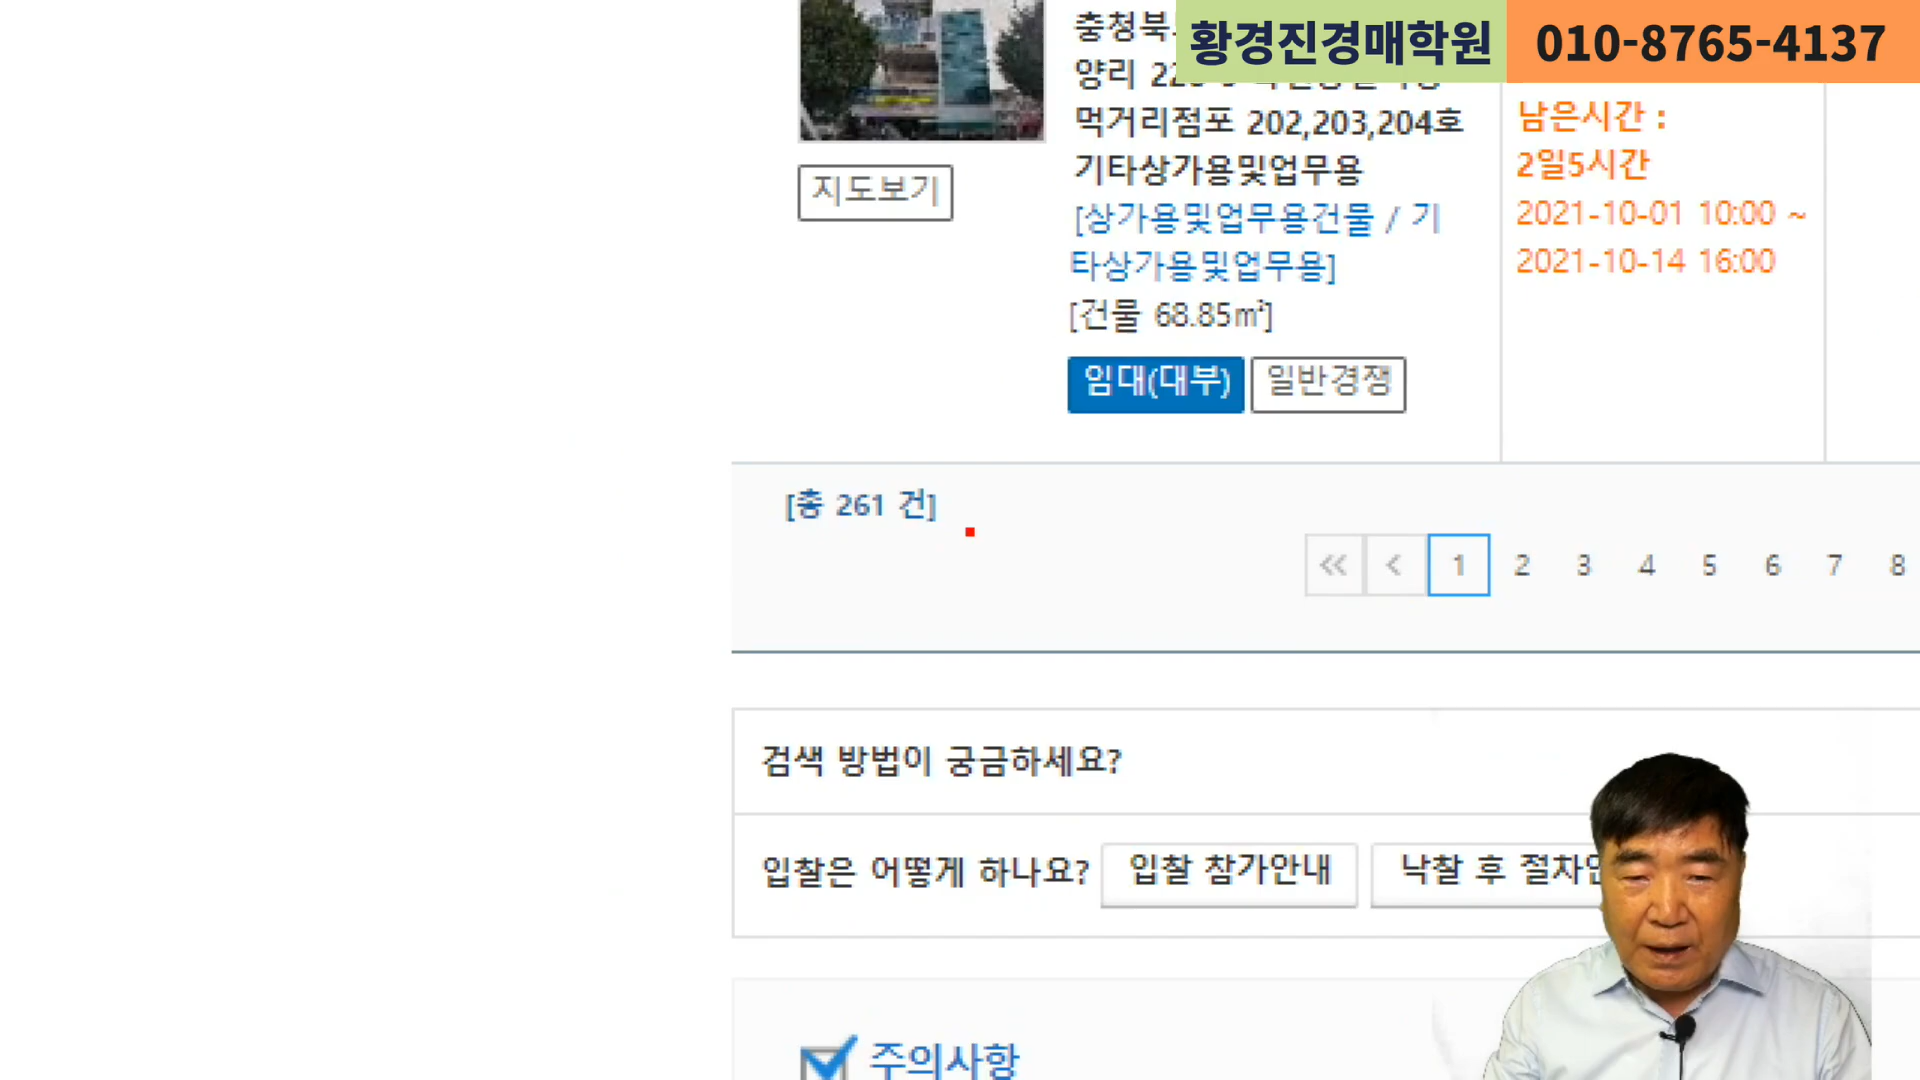 황경진경매학원 010-8765-4137
충청북
양리
먹거리점포 202,203,204호
기타상가용및업무용
[상가용및업무용건물 / 기
타상가용및업무용]
[건물 68.85㎡]
임대(대부) 일반경쟁
지도보기
남은시간 :
2일5시간
2021-10-01 10:00 ~
2021-10-14 16:00
[총 261 건]
<< < 1 2 3 4 5 6 7 8
검색 방법이 궁금하세요?
입찰은 어떻게 하나요? 입찰 참가안내 낙찰 후 절차안
주의사항